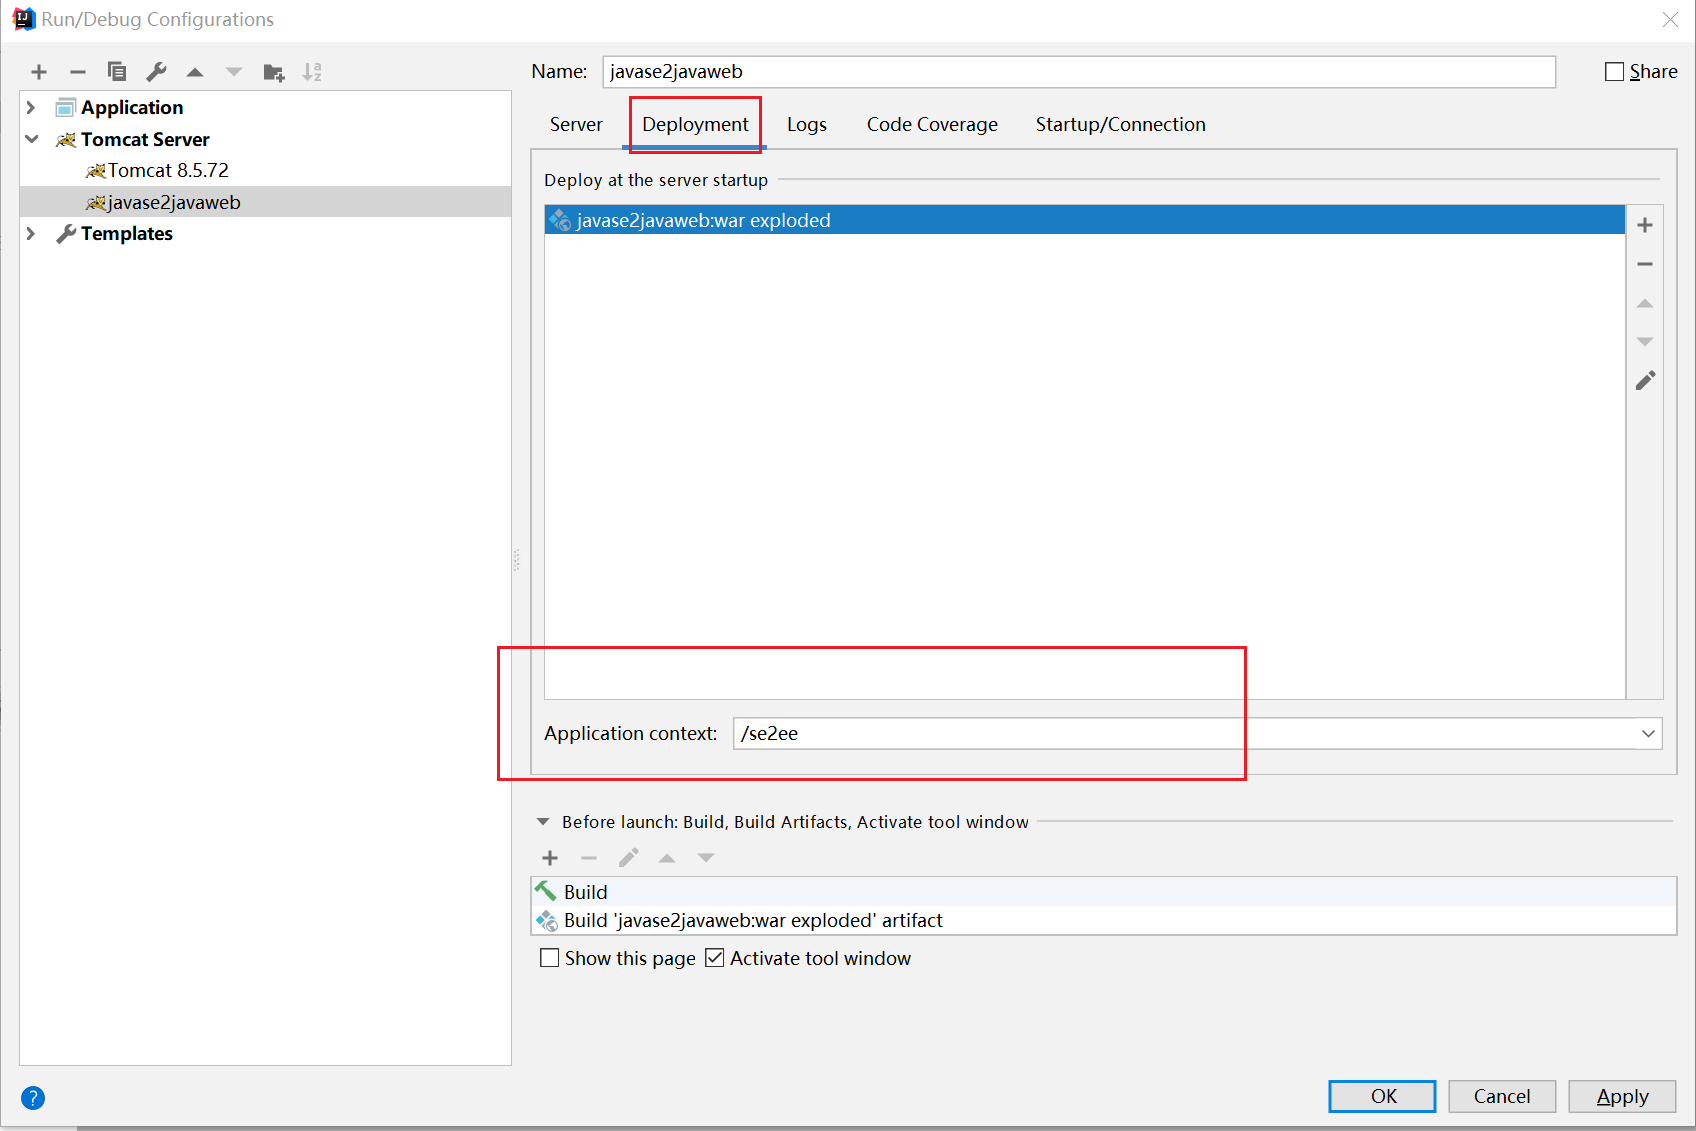 Run/Debug Configurations
Application
Tomcat Server
Tomcat 8.5.72
javase2javaweb
Templates
Name: javase2javaweb
Share
Server Deployment Logs Code Coverage Startup/Connection
Deploy at the server startup
javase2javaweb:war exploded
Application context: /se2ee
Before launch: Build, Build Artifacts, Activate tool window
Build
Build 'javase2javaweb:war exploded' artifact
Show this page Activate tool window
?
OK Cancel Apply